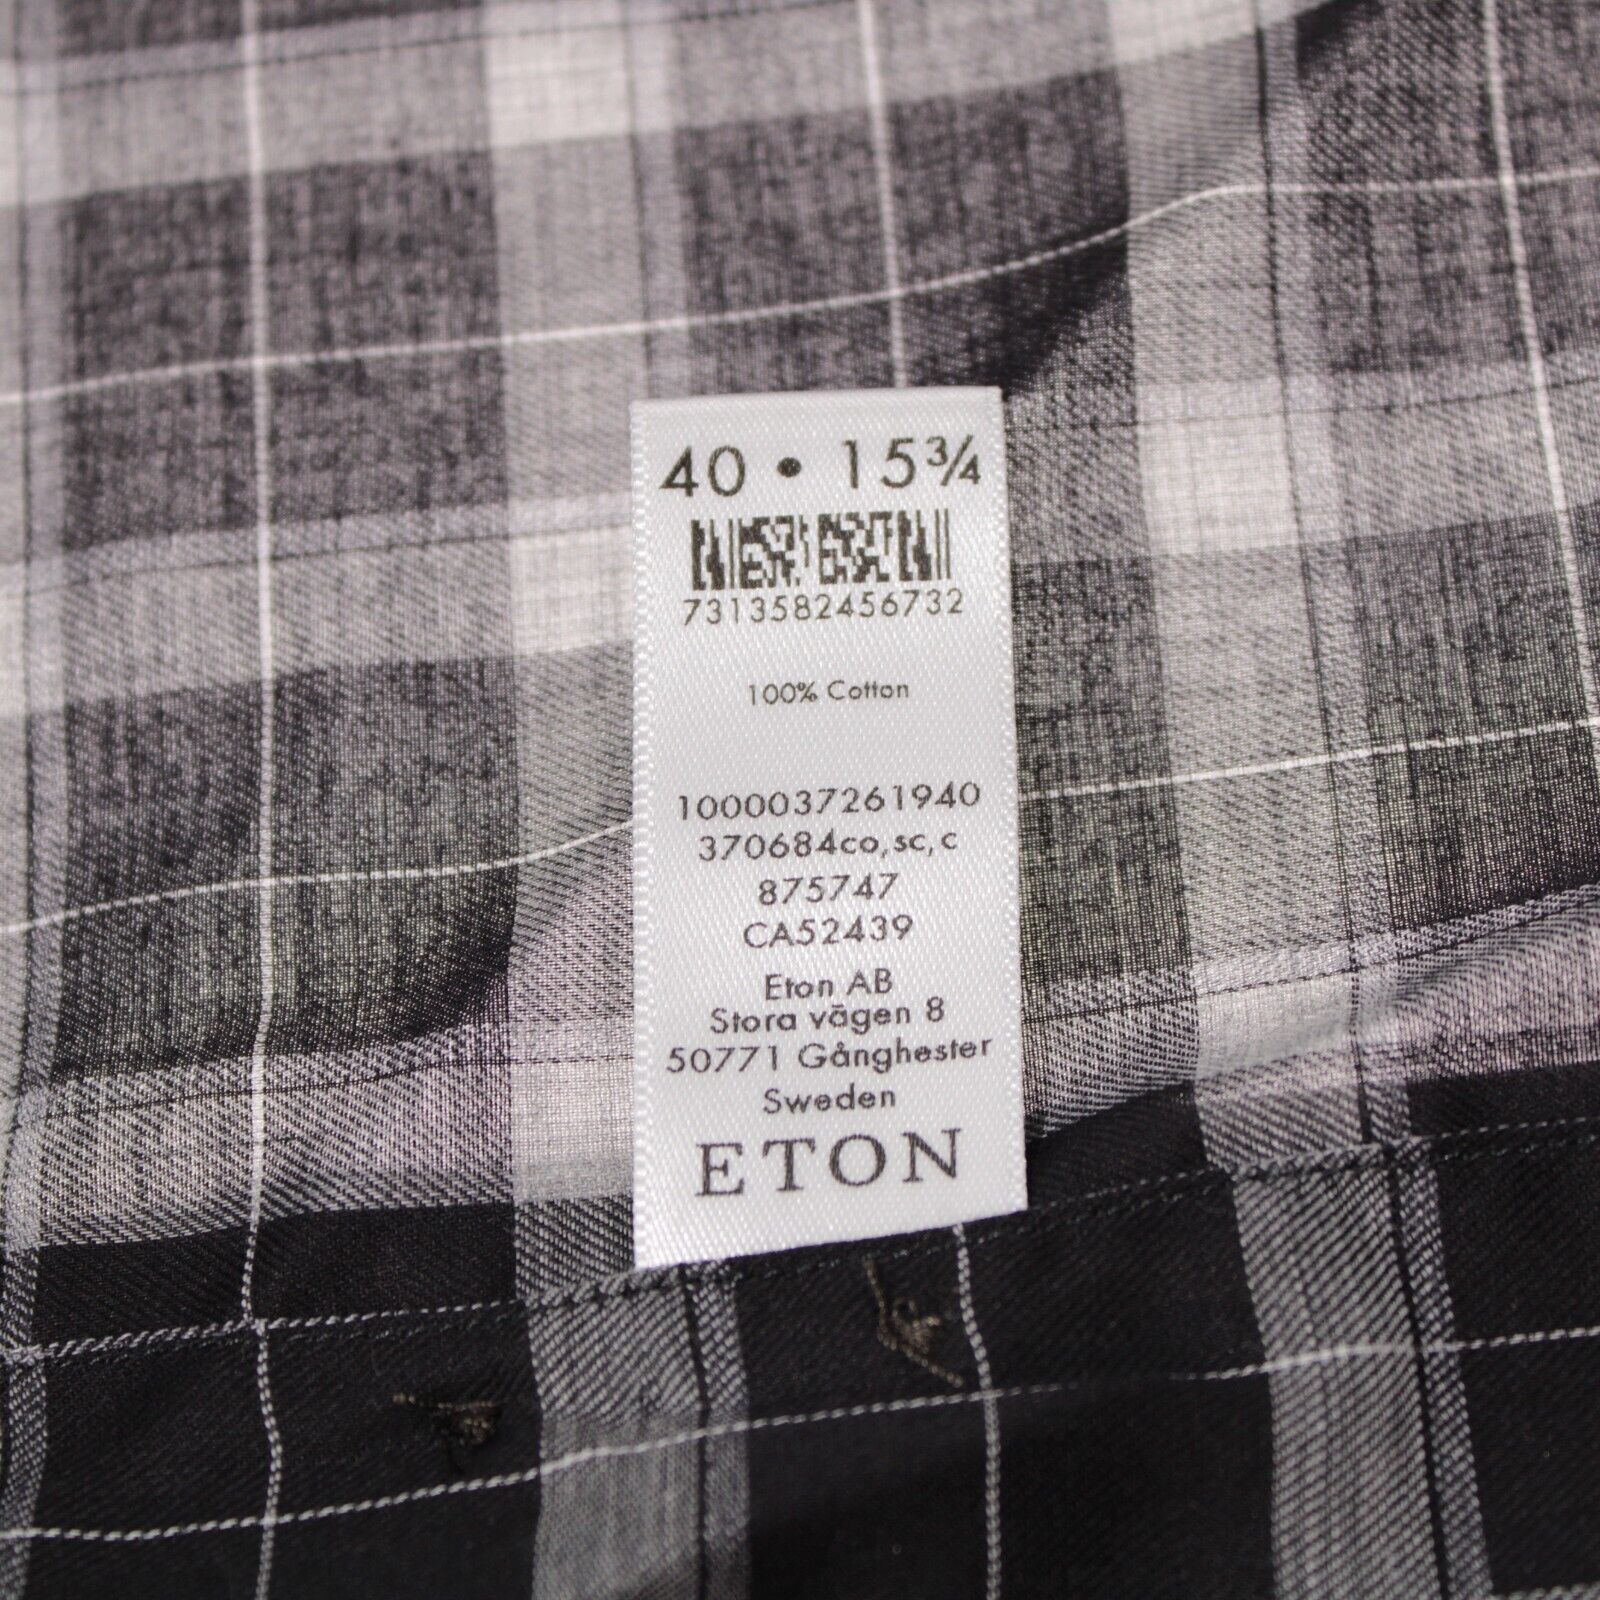 40 • 15¾
7313582456732
100% Cotton
1000037261940
370684co,sc,c
875747
CA52439
Eton AB
Stora vägen 8
50771 Gånghester
Sweden
ETON